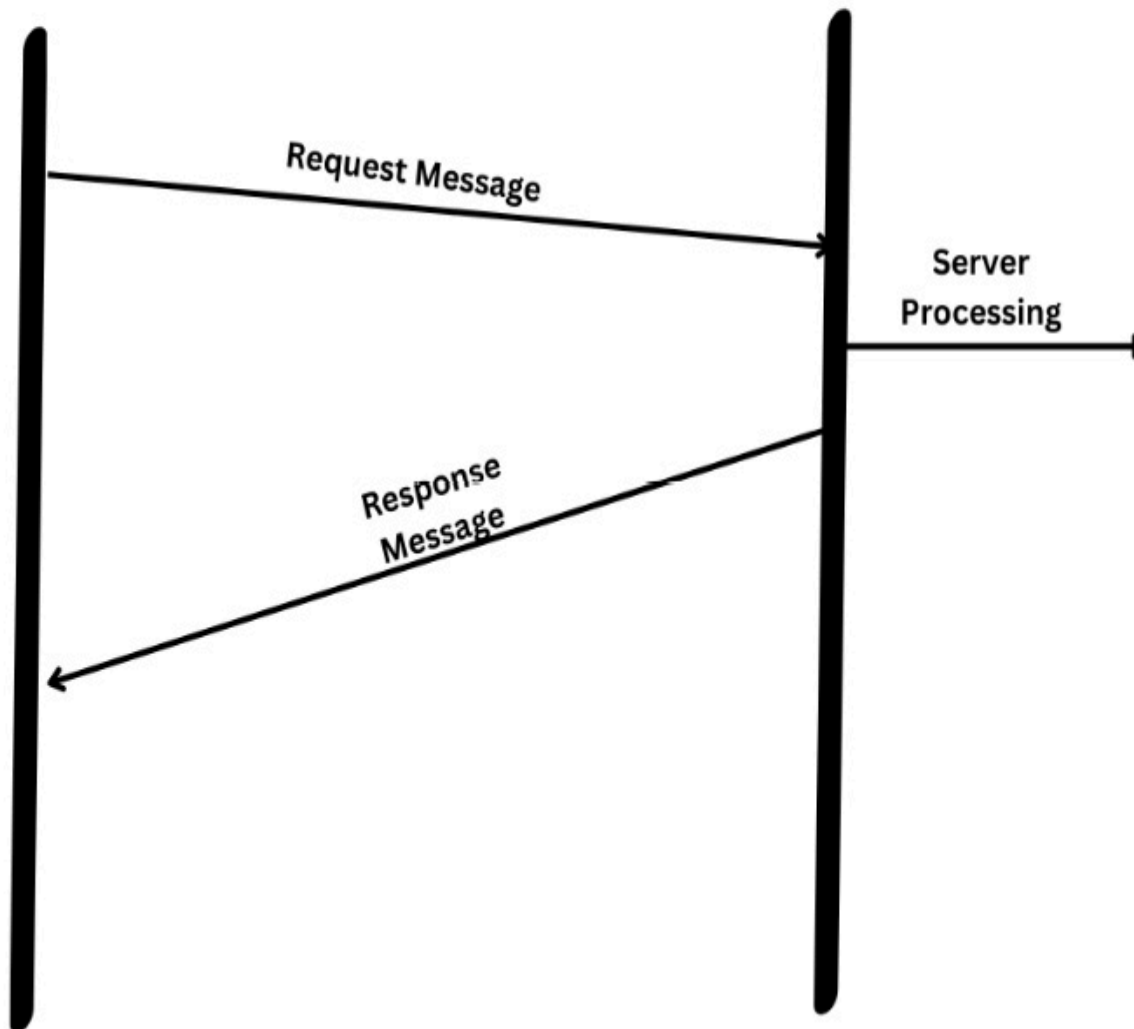 Request Message
Server
Processing
Response
Message